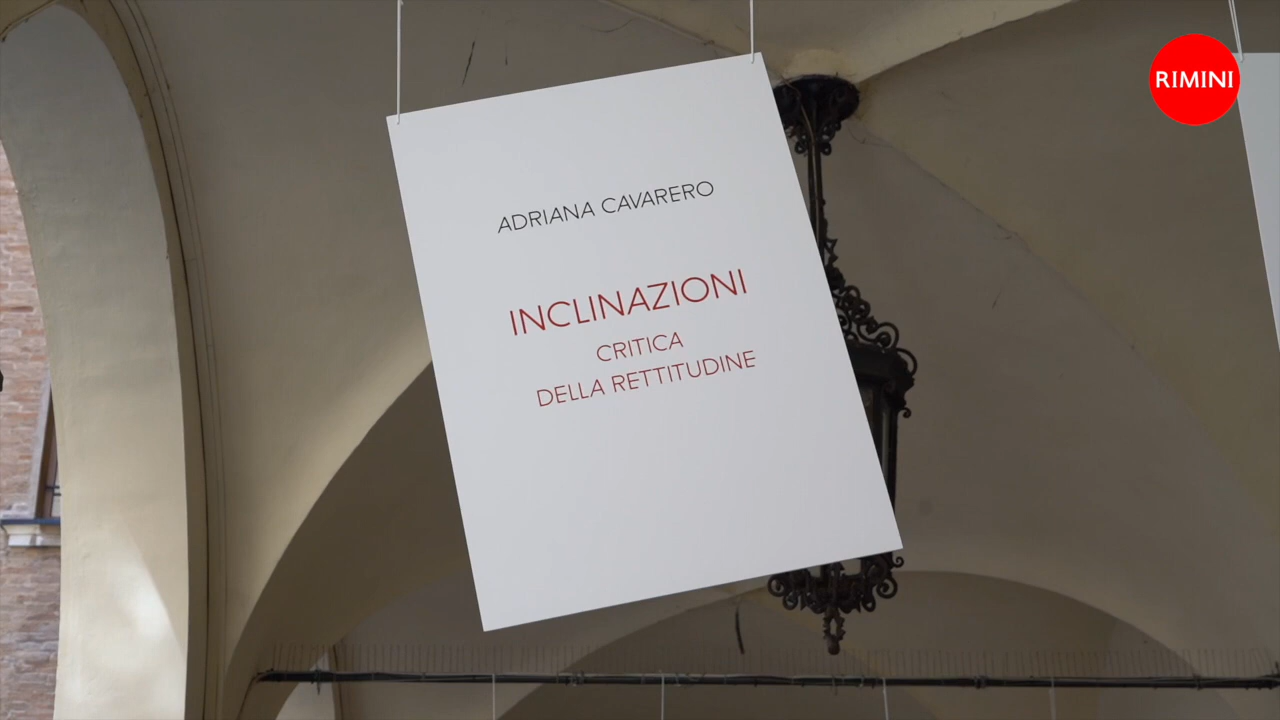 RIMINI
ADRIANA CAVARERO
INCLINAZIONI
CRITICA
DELLA RETTITUDINE